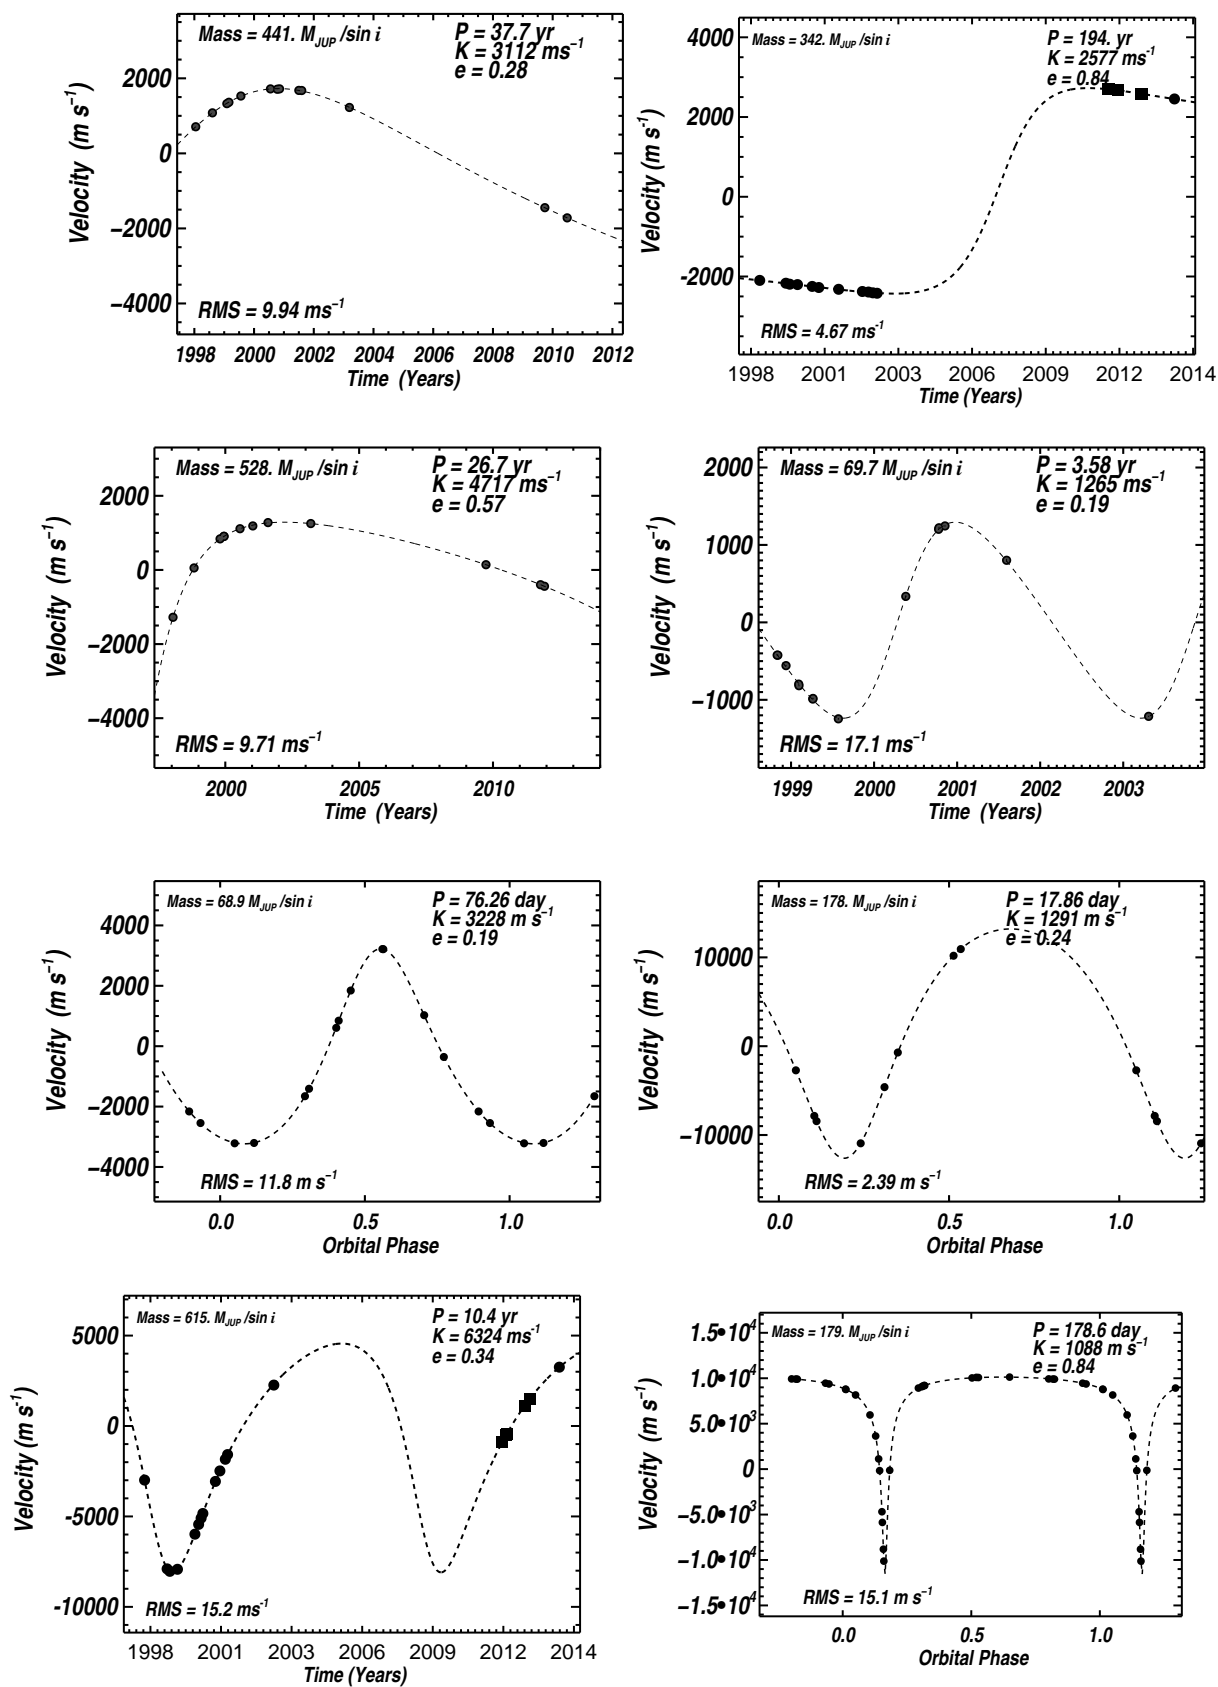 Mass = 441. M_JUP /sin i
P = 37.7 yr
K = 3112 ms⁻¹
e = 0.28
2000
0
−2000
−4000
Velocity (m s⁻¹)
RMS = 9.94 ms⁻¹
1998 2000 2002 2004 2006 2008 2010 2012
Time (Years)
Mass = 342. M_JUP /sin i
P = 194. yr
K = 2577 ms⁻¹
e = 0.84
4000
2000
0
-2000
Velocity (m s⁻¹)
RMS = 4.67 ms⁻¹
1998 2001 2003 2006 2009 2012 2014
Time (Years)
Mass = 528. M_JUP /sin i
P = 26.7 yr
K = 4717 ms⁻¹
e = 0.57
2000
0
−2000
−4000
Velocity (m s⁻¹)
RMS = 9.71 ms⁻¹
2000 2005 2010
Time (Years)
Mass = 69.7 M_JUP /sin i
P = 3.58 yr
K = 1265 ms⁻¹
e = 0.19
2000
1000
0
−1000
Velocity (m s⁻¹)
RMS = 17.1 ms⁻¹
1999 2000 2001 2002 2003
Time (Years)
Mass = 68.9 M_JUP /sin i
P = 76.26 day
K = 3228 m s⁻¹
e = 0.19
4000
2000
0
−2000
−4000
Velocity (m s⁻¹)
RMS = 11.8 m s⁻¹
0.0 0.5 1.0
Orbital Phase
Mass = 178. M_JUP /sin i
P = 17.86 day
K = 1291 m s⁻¹
e = 0.24
10000
0
−10000
Velocity (m s⁻¹)
RMS = 2.39 m s⁻¹
0.0 0.5 1.0
Orbital Phase
Mass = 615. M_JUP /sin i
P = 10.4 yr
K = 6324 ms⁻¹
e = 0.34
5000
0
-5000
-10000
Velocity (m s⁻¹)
RMS = 15.2 ms⁻¹
1998 2001 2003 2006 2009 2012 2014
Time (Years)
Mass = 179. M_JUP /sin i
P = 178.6 day
K = 1088 m s⁻¹
e = 0.84
1.5•10⁴
1.0•10⁴
5.0•10³
0
−5.0•10³
−1.0•10⁴
−1.5•10⁴
Velocity (m s⁻¹)
RMS = 15.1 m s⁻¹
0.0 0.5 1.0
Orbital Phase